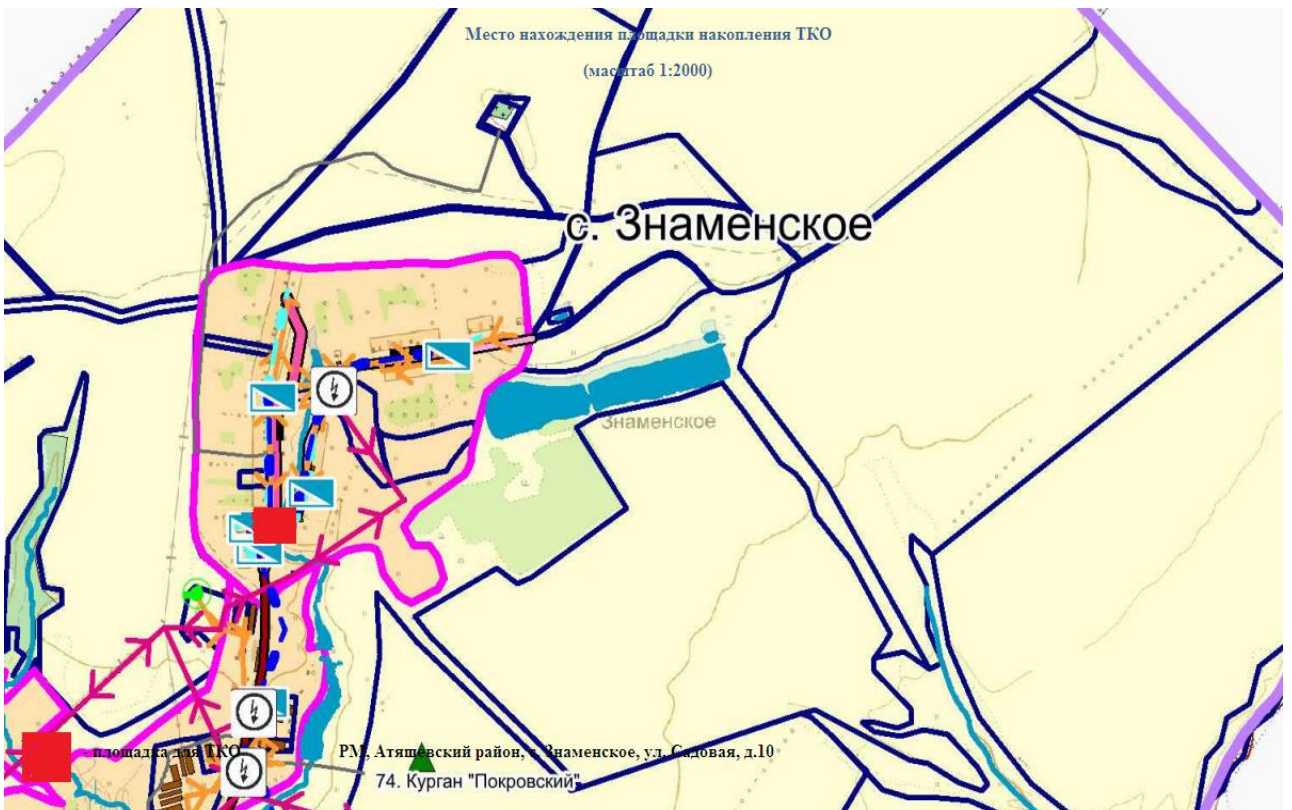 Место нахождения площадки накопления ТКО
(масштаб 1:2000)
с. Знаменское
Знаменское
площадка для ТКО РМ, Атяшевский район, с. Знаменское, ул. Садовая, д.10
74. Курган "Покровский"